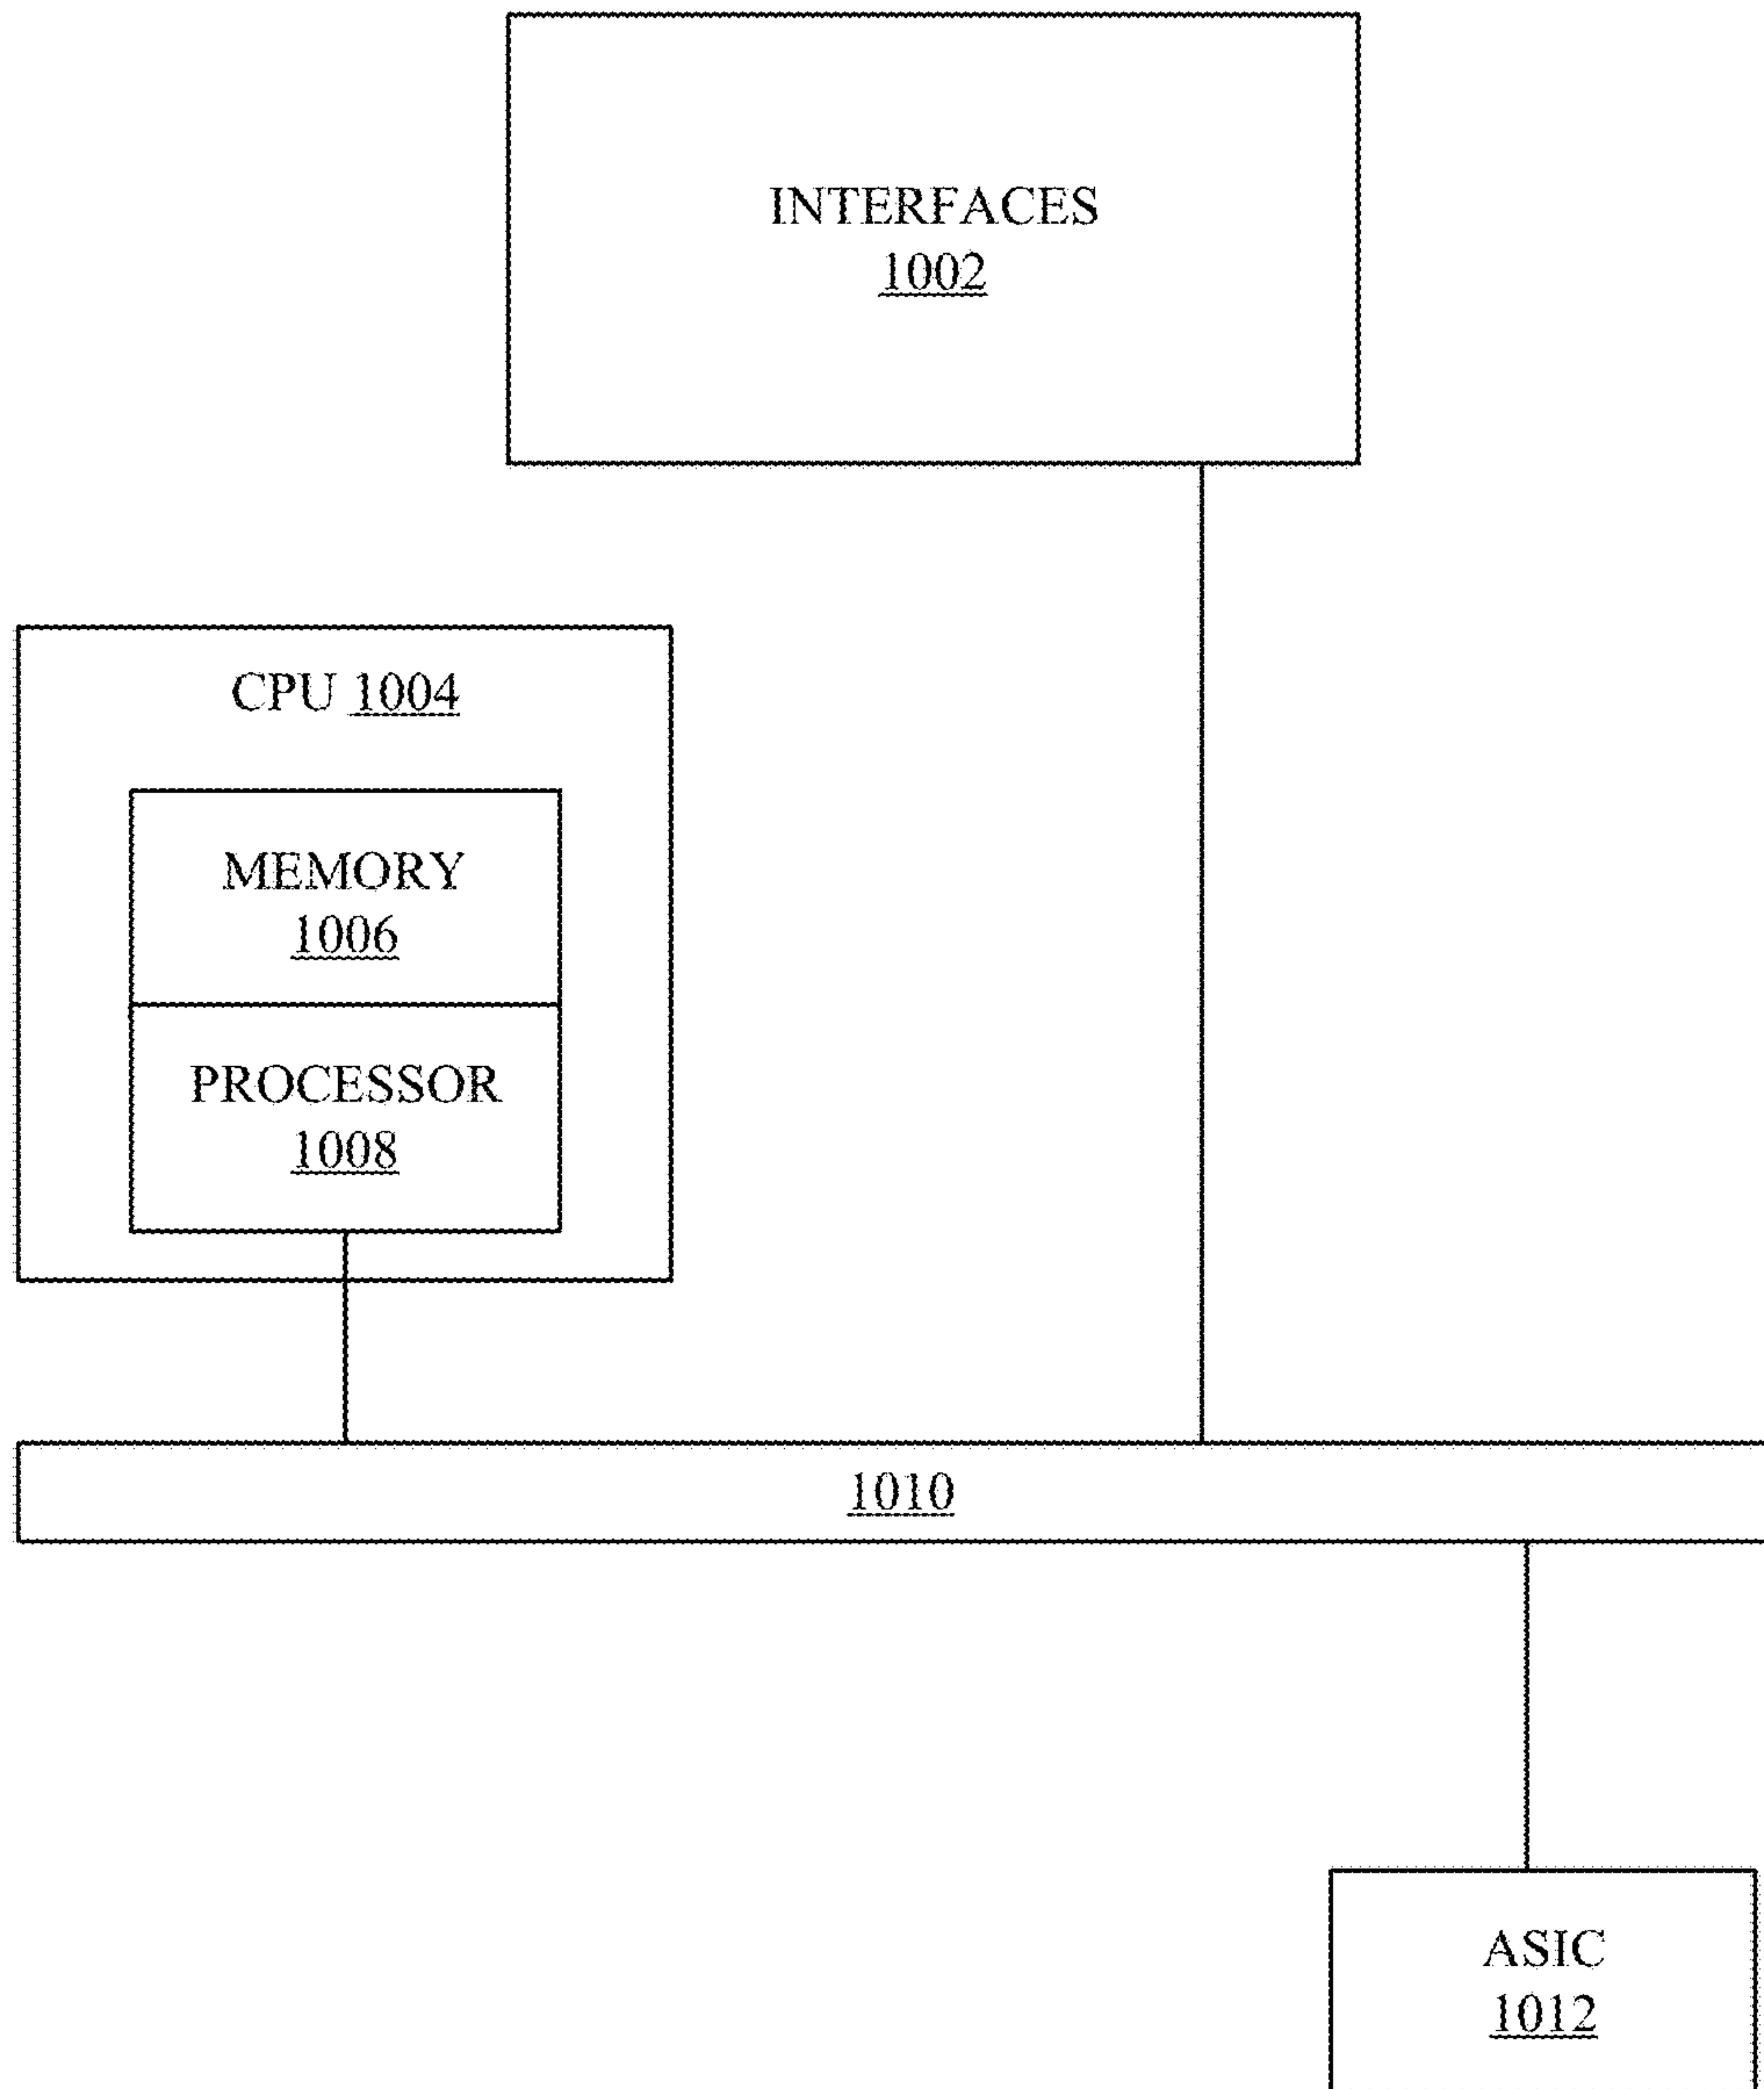 INTERFACES
1002
CPU 1004
MEMORY
1006
PROCESSOR
1008
1010
ASIC
1012